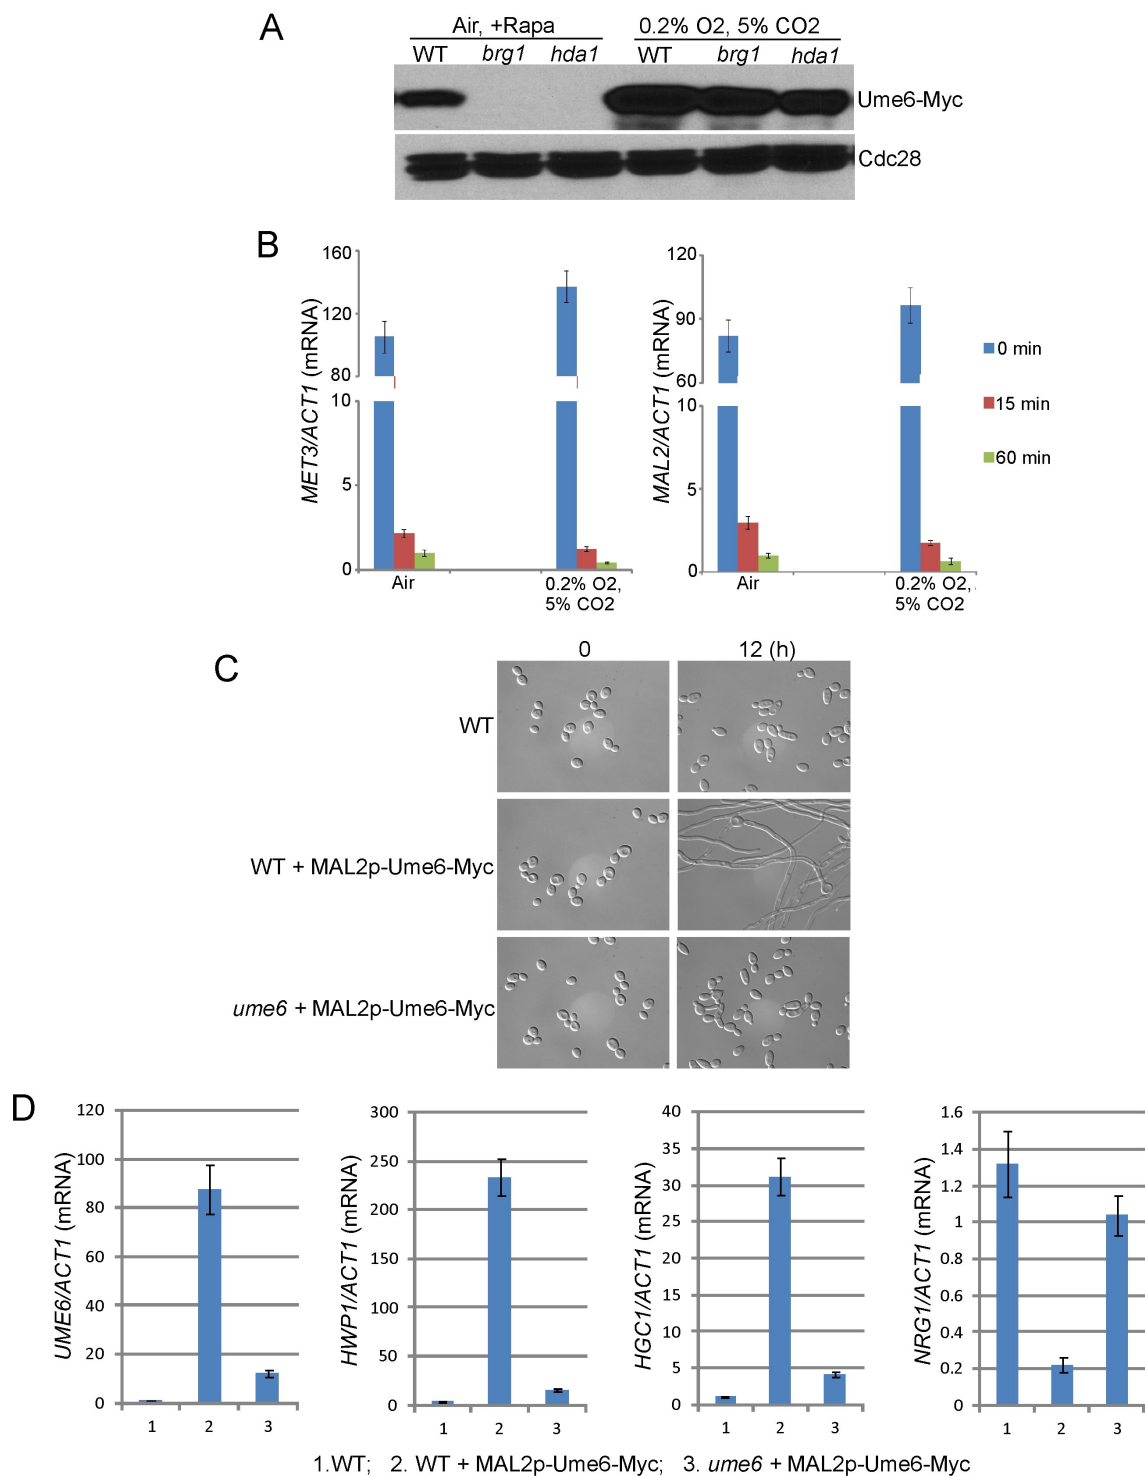 A
Air, +Rapa 0.2% O2, 5% CO2
WT brg1 hda1 WT brg1 hda1
Ume6-Myc
Cdc28
B
MET3/ACT1 (mRNA)
160
120
80
10
5
0
Air 0.2% O2,
5% CO2
MAL2/ACT1 (mRNA)
120
90
60
10
5
0
Air 0.2% O2,
5% CO2
0 min
15 min
60 min
C
0 12 (h)
WT
WT + MAL2p-Ume6-Myc
ume6 + MAL2p-Ume6-Myc
D
UME6/ACT1 (mRNA)
120
100
80
60
40
20
0
1 2 3
HWP1/ACT1 (mRNA)
300
250
200
150
100
50
0
1 2 3
HGC1/ACT1 (mRNA)
40
35
30
25
20
15
10
5
0
1 2 3
NRG1/ACT1 (mRNA)
1.6
1.4
1.2
1
0.8
0.6
0.4
0.2
0
1 2 3
1.WT; 2. WT + MAL2p-Ume6-Myc; 3. ume6 + MAL2p-Ume6-Myc